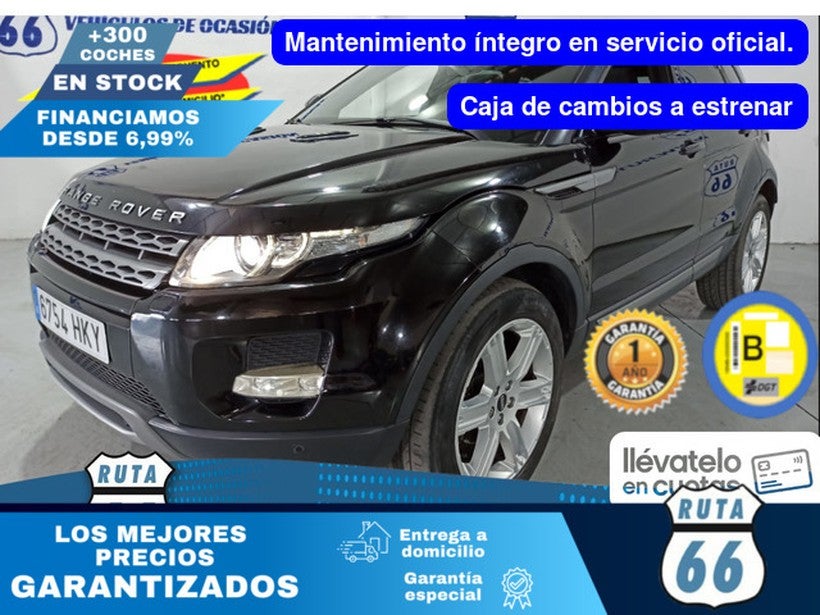 66 VEHÍCULOS DE OCASIÓN
+300
COCHES
EN STOCK
FINANCIAMOS
DESDE 6,99%
Mantenimiento íntegro en servicio oficial.
Caja de cambios a estrenar
RUTA
66
RANGE ROVER
6754 HKY
GARANTÍA
1
AÑO
GARANTÍA
B
DGT
llévatelo
en cuotas
RUTA
LOS MEJORES
PRECIOS
GARANTIZADOS
Entrega a
domicilio
Garantía
especial
RUTA
66